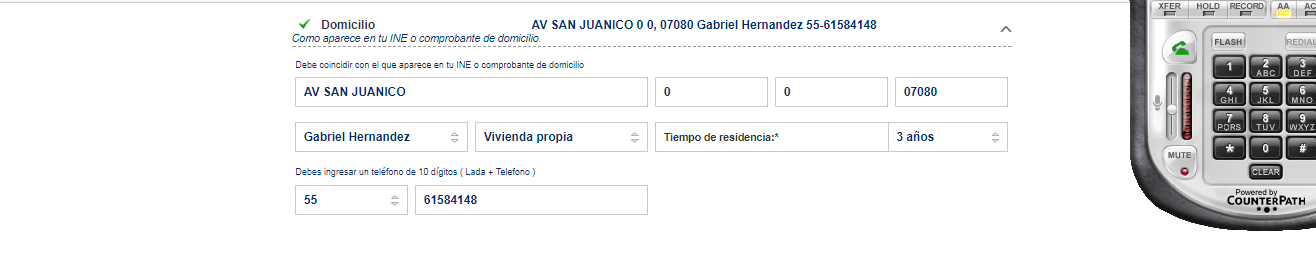 Domicilio AV SAN JUANICO 0 0, 07080 Gabriel Hernandez 55-61584148
Como aparece en tu INE o comprobante de domicilio.
Debe coincidir con el que aparece en tu INE o comprobante de domicilio
AV SAN JUANICO 0 0 07080
Gabriel Hernandez Vivienda propia Tiempo de residencia:* 3 años
Debes ingresar un teléfono de 10 dígitos ( Lada + Telefono )
55 61584148
XFER HOLD RECORD AA AC
FLASH REDIAL
1 2 ABC 3 DEF
4 GHI 5 JKL 6 MNO
7 PQRS 8 TUV 9 WXYZ
* 0 #
MUTE
CLEAR
Powered by
COUNTERPATH